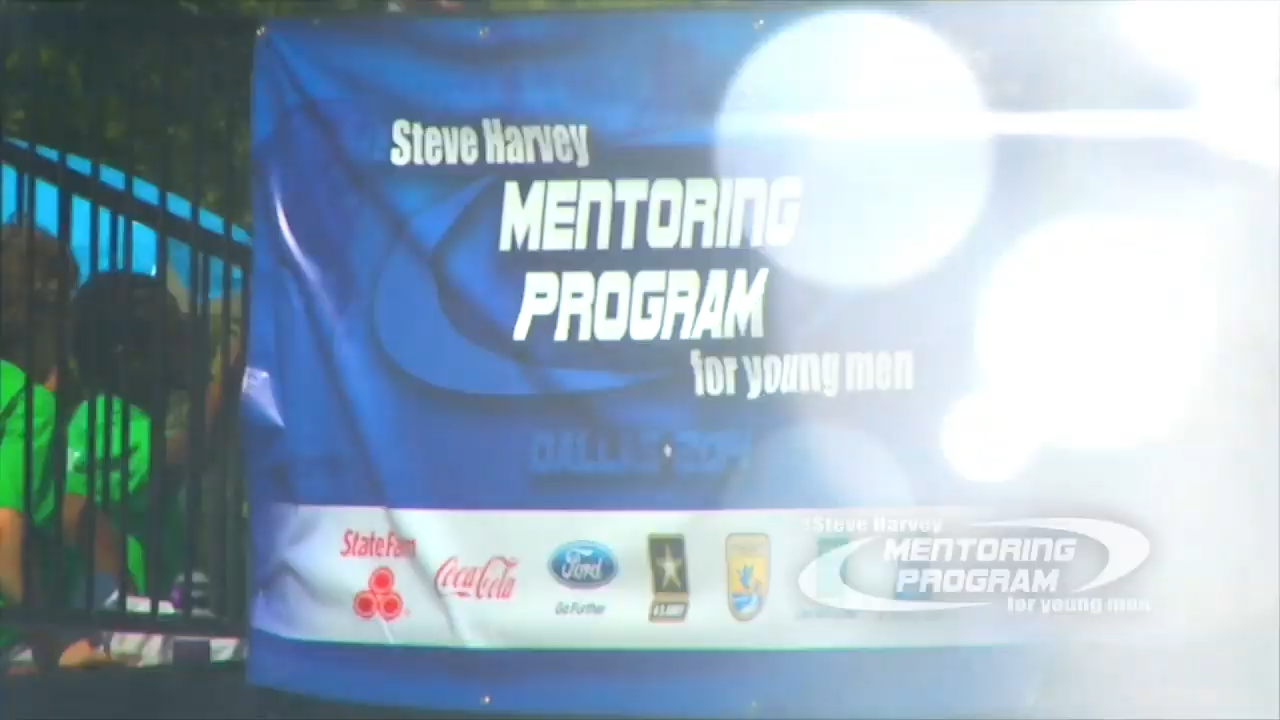 Steve Harvey
MENTORING
PROGRAM
for young men
State Farm
Coca-Cola
Ford
Go Further
Steve Harvey
MENTORING
PROGRAM
for young men